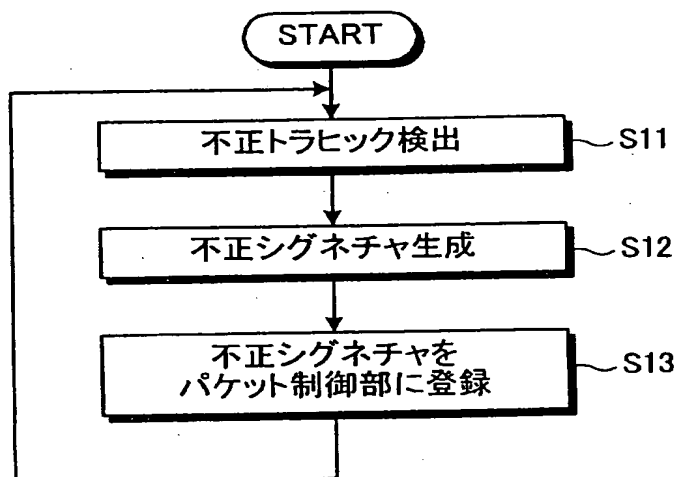 START
不正トラヒック検出
S11
不正シグネチャ生成
S12
不正シグネチャを
パケット制御部に登録
S13